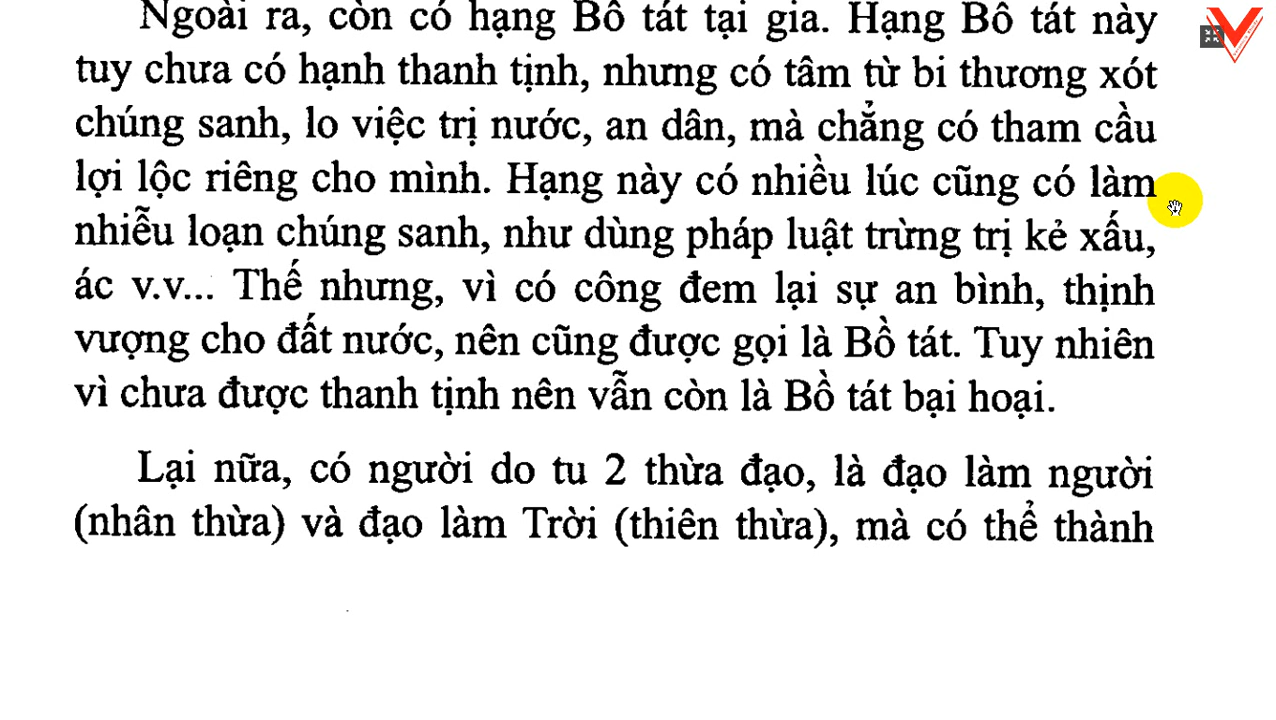 Ngoài ra, còn có hạng Bồ tát tại gia. Hạng Bồ tát này
tuy chưa có hạnh thanh tịnh, nhưng có tâm từ bi thương xót
chúng sanh, lo việc trị nước, an dân, mà chẳng có tham cầu
lợi lộc riêng cho mình. Hạng này có nhiều lúc cũng có làm
nhiễu loạn chúng sanh, như dùng pháp luật trừng trị kẻ xấu,
ác v.v... Thế nhưng, vì có công đem lại sự an bình, thịnh
vượng cho đất nước, nên cũng được gọi là Bồ tát. Tuy nhiên
vì chưa được thanh tịnh nên vẫn còn là Bồ tát bại hoại.
Lại nữa, có người do tu 2 thừa đạo, là đạo làm người
(nhân thừa) và đạo làm Trời (thiên thừa), mà có thể thành